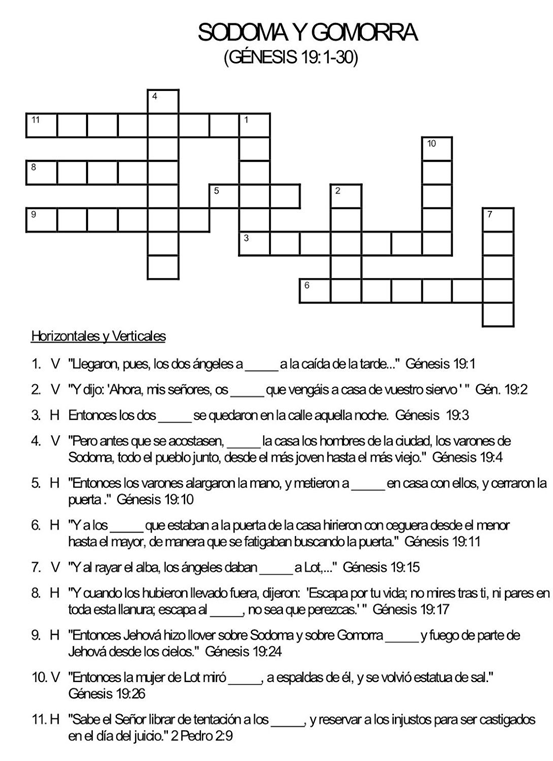 SODOMA Y GOMORRA
(GÉNESIS 19:1-30)
4
11
1
10
8
5
2
9
7
3
6
Horizontales y Verticales
1. V "Llegaron, pues, los dos ángeles a _____ a la caída de la tarde..." Génesis 19:1
2. V "Y dijo: 'Ahora, mis señores, os _____ que vengáis a casa de vuestro siervo ' " Gén. 19:2
3. H Entonces los dos _____ se quedaron en la calle aquella noche. Génesis 19:3
4. V "Pero antes que se acostasen, _____ la casa los hombres de la ciudad, los varones de
Sodoma, todo el pueblo junto, desde el más joven hasta el más viejo." Génesis 19:4
5. H "Entonces los varones alargaron la mano, y metieron a _____ en casa con ellos, y cerraron la
puerta ." Génesis 19:10
6. H "Y a los _____ que estaban a la puerta de la casa hirieron con ceguera desde el menor
hasta el mayor, de manera que se fatigaban buscando la puerta." Génesis 19:11
7. V "Y al rayar el alba, los ángeles daban _____ a Lot,..." Génesis 19:15
8. H "Y cuando los hubieron llevado fuera, dijeron: 'Escapa por tu vida; no mires tras ti, ni pares en
toda esta llanura; escapa al _____, no sea que perezcas.' " Génesis 19:17
9. H "Entonces Jehová hizo llover sobre Sodoma y sobre Gomorra _____ y fuego de parte de
Jehová desde los cielos." Génesis 19:24
10. V "Entonces la mujer de Lot miró _____, a espaldas de él, y se volvió estatua de sal."
Génesis 19:26
11. H "Sabe el Señor librar de tentación a los _____, y reservar a los injustos para ser castigados
en el día del juicio." 2 Pedro 2:9